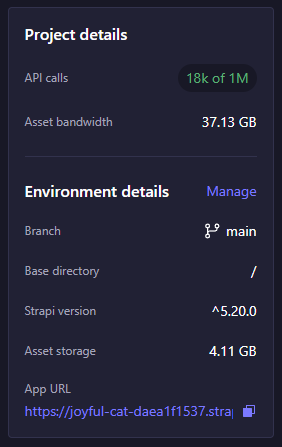 Project details
API calls 18k of 1M
Asset bandwidth 37.13 GB
Environment details Manage
Branch main
Base directory /
Strapi version ^5.20.0
Asset storage 4.11 GB
App URL
https://joyful-cat-daea1f1537.strap